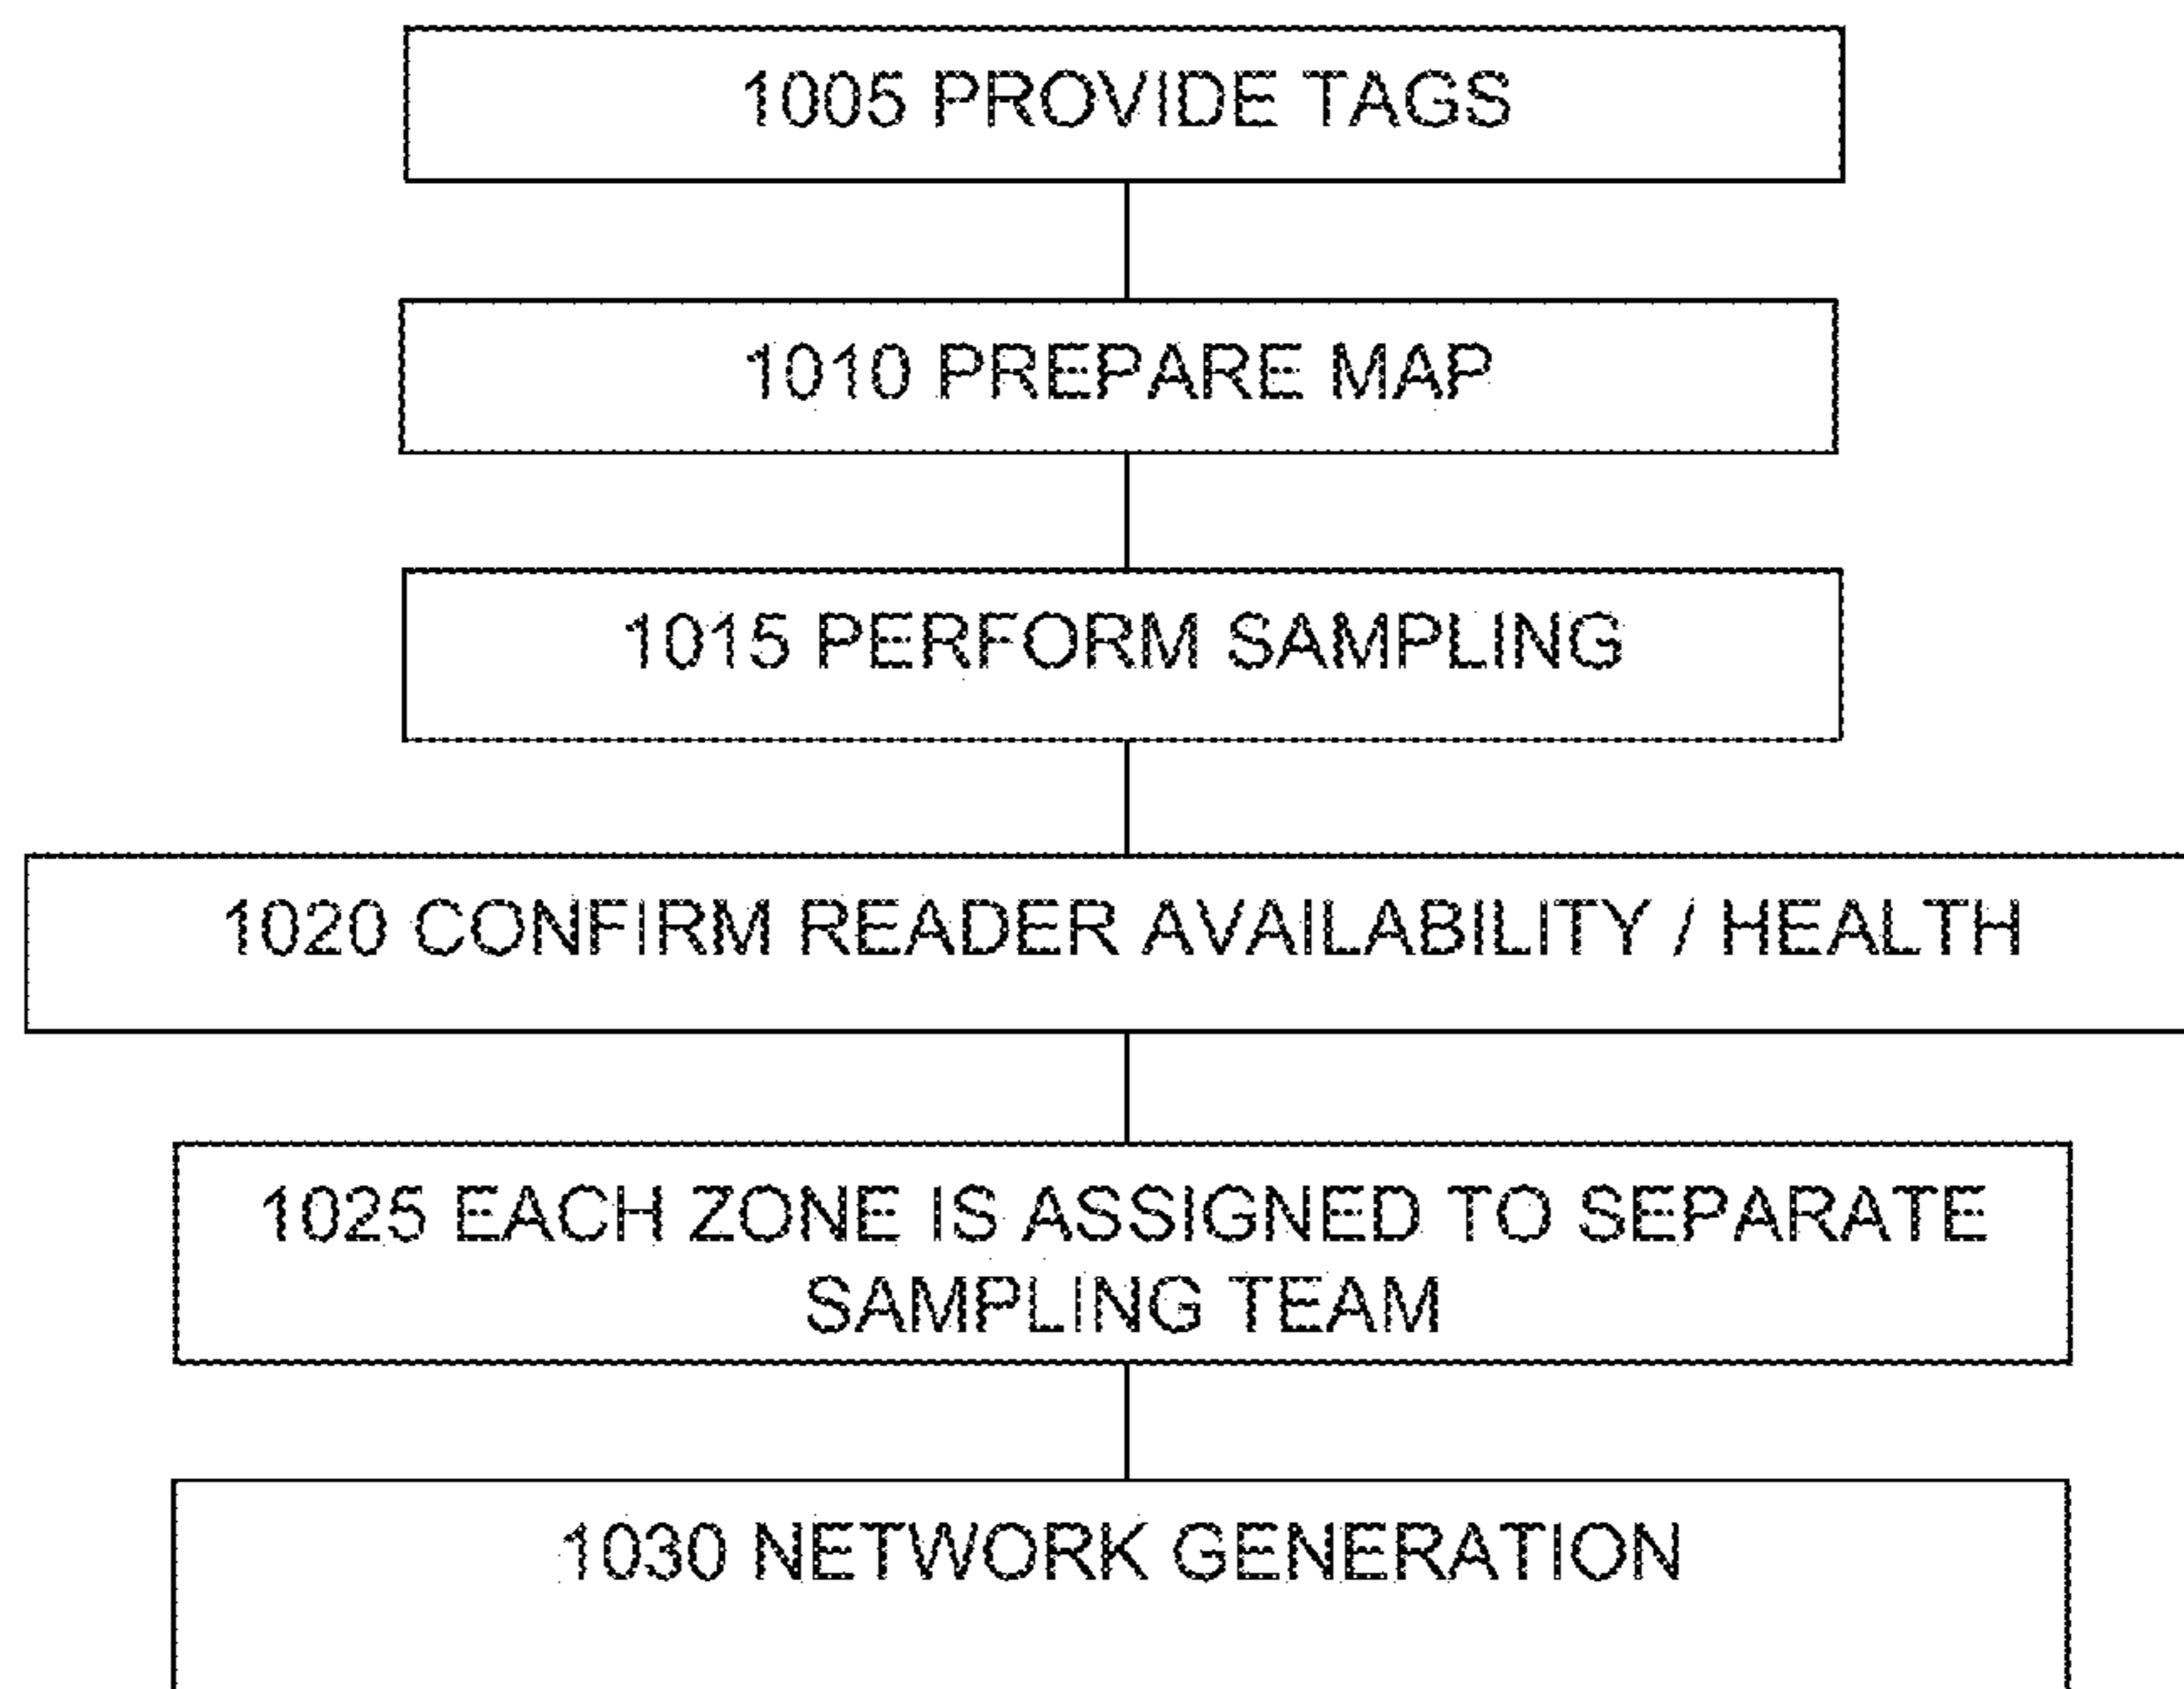 1005 PROVIDE TAGS
1010 PREPARE MAP
1015 PERFORM SAMPLING
1020 CONFIRM READER AVAILABILITY / HEALTH
1025 EACH ZONE IS ASSIGNED TO SEPARATE
SAMPLING TEAM
1030 NETWORK GENERATION